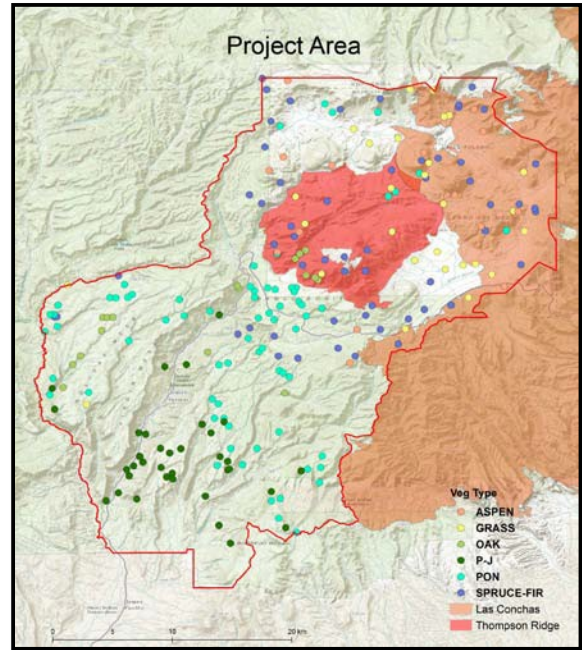 Project Area
Veg Type
ASPEN
GRASS
OAK
P-J
PON
SPRUCE-FIR
Las Conchas
Thompson Ridge
0 5 10 20 km